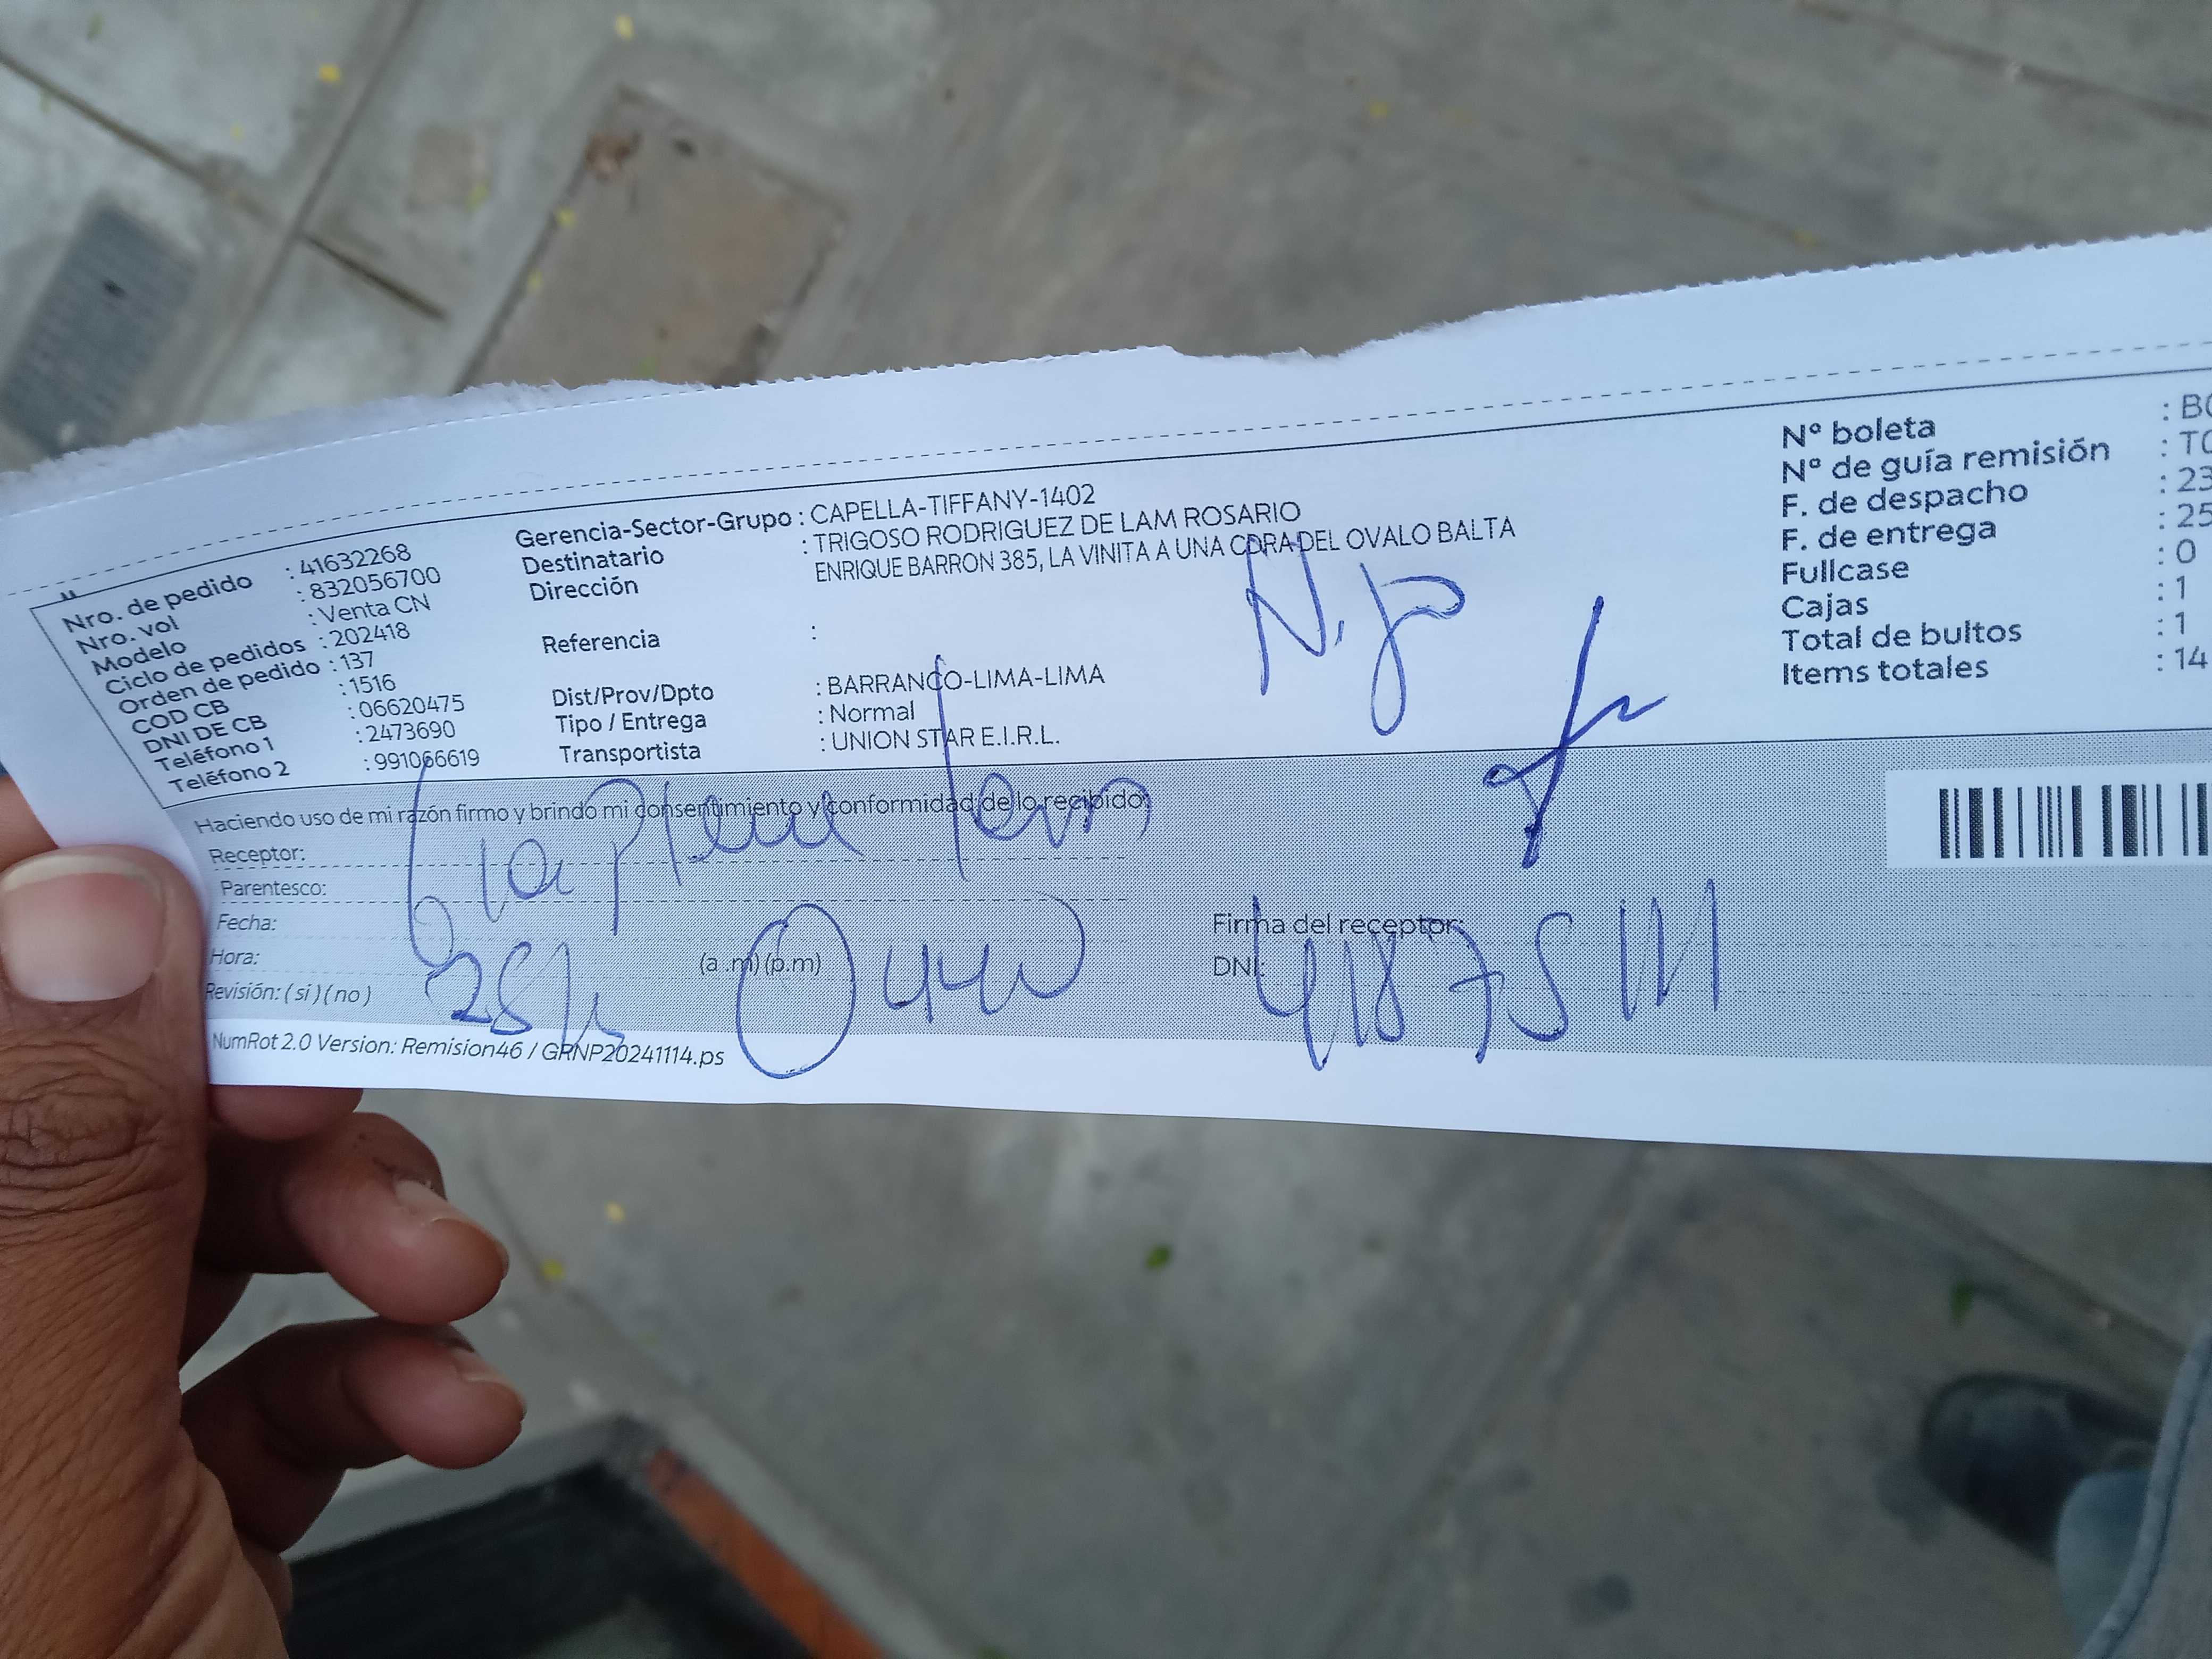 Nro. de pedido : 41632268
Nro. vol : 832056700
Modelo : Venta CN
Ciclo de pedidos : 202418
Orden de pedido : 137
COD CB : 1516
DNI DE CB : 06620475
Teléfono 1 : 2473690
Teléfono 2 : 991066619
Gerencia-Sector-Grupo : CAPELLA-TIFFANY-1402
Destinatario : TRIGOSO RODRIGUEZ DE LAM ROSARIO
Dirección ENRIQUE BARRON 385, LA VINITA A UNA CDRA DEL OVALO BALTA
Referencia :
Dist/Prov/Dpto : BARRANCO-LIMA-LIMA
Tipo / Entrega : Normal
Transportista : UNION STAR E.I.R.L.
N° boleta : B0
N° de guía remisión : T0
F. de despacho : 23
F. de entrega : 25
Fullcase : 0
Cajas : 1
Total de bultos : 1
Items totales : 14
Haciendo uso de mi razón firmo y brindo mi consentimiento y conformidad de lo recibido:
Receptor:
Parentesco:
Fecha:
Hora: (a .m) (p.m)
Revisión: ( si ) ( no )
Firma del receptor:
DNI:
NumRot 2.0 Version: Remision46 / GRNP20241114.ps